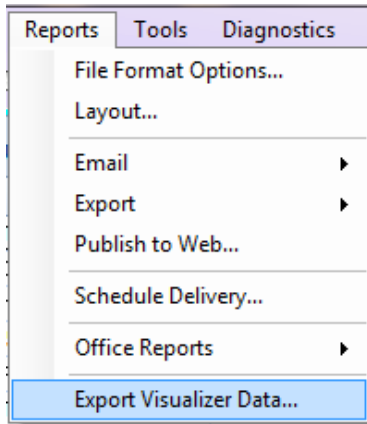 Reports Tools Diagnostics
File Format Options...
Layout...
Email
Export
Publish to Web...
Schedule Delivery...
Office Reports
Export Visualizer Data...